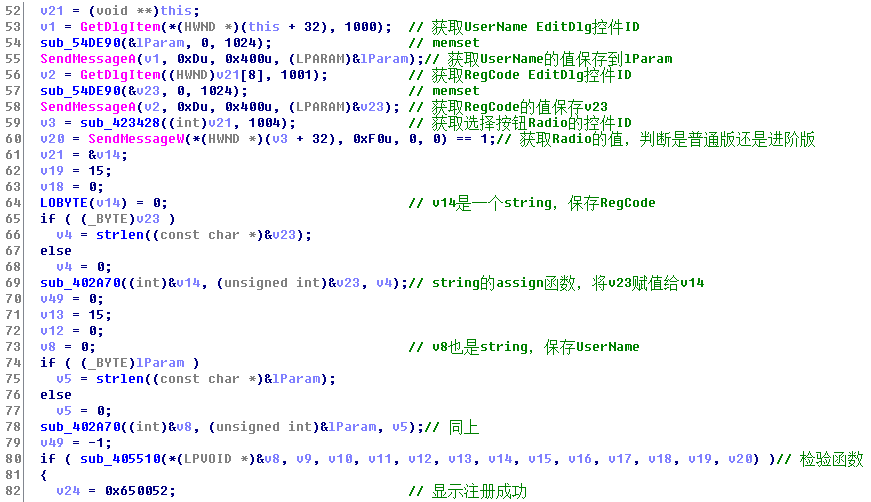 52 v21 = (void **)this;
53 v1 = GetDlgItem(*(HWND *)(this + 32), 1000); // 获取UserName EditDlg控件ID
54 sub_54DE90(&lParam, 0, 1024); // memset
55 SendMessageA(v1, 0xDu, 0x400u, (LPARAM)&lParam);// 获取UserName的值保存到lParam
56 v2 = GetDlgItem((HWND)v21[8], 1001); // 获取RegCode EditDlg控件ID
57 sub_54DE90(&v23, 0, 1024); // memset
58 SendMessageA(v2, 0xDu, 0x400u, (LPARAM)&v23); // 获取RegCode的值保存v23
59 v3 = sub_423428((int)v21, 1004); // 获取选择按钮Radio的控件ID
60 v20 = SendMessageW(*(HWND *)(v3 + 32), 0xF0u, 0, 0) == 1;// 获取Radio的值，判断是普通版还是进阶版
61 v21 = &v14;
62 v19 = 15;
63 v18 = 0;
64 LOBYTE(v14) = 0; // v14是一个string，保存RegCode
65 if ( (_BYTE)v23 )
66 v4 = strlen((const char *)&v23);
67 else
68 v4 = 0;
69 sub_402A70((int)&v14, (unsigned int)&v23, v4);// string的assign函数，将v23赋值给v14
70 v49 = 0;
71 v13 = 15;
72 v12 = 0;
73 v8 = 0; // v8也是string，保存UserName
74 if ( (_BYTE)lParam )
75 v5 = strlen((const char *)&lParam);
76 else
77 v5 = 0;
78 sub_402A70((int)&v8, (unsigned int)&lParam, v5);// 同上
79 v49 = -1;
80 if ( sub_405510(*(LPVOID *)&v8, v9, v10, v11, v12, v13, v14, v15, v16, v17, v18, v19, v20) )// 检验函数
81 {
82 v24 = 0x650052; // 显示注册成功